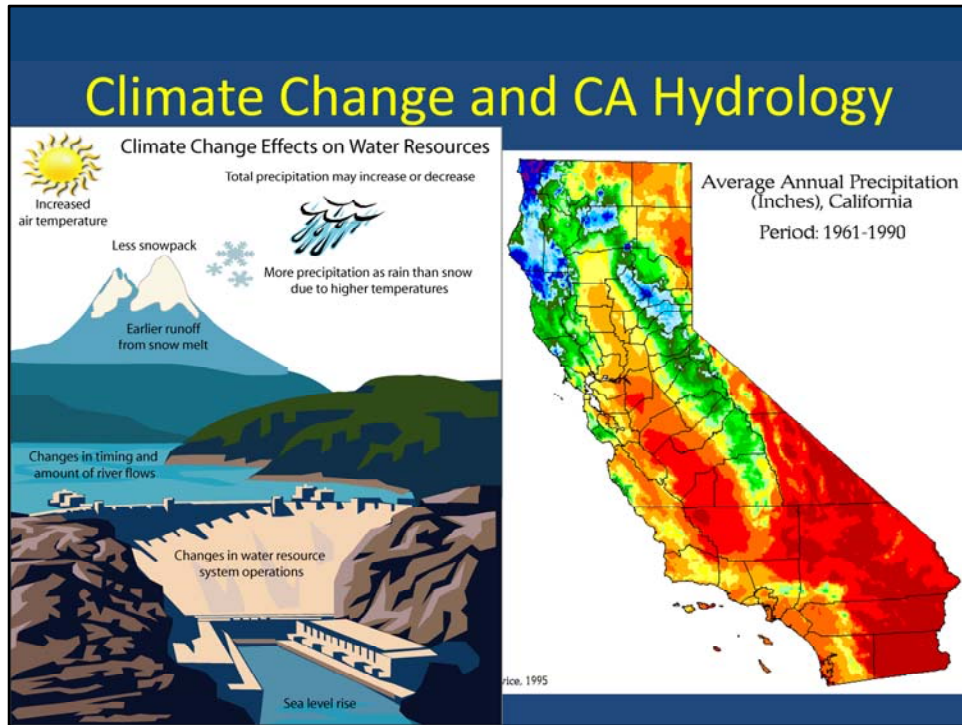 Climate Change and CA Hydrology
Climate Change Effects on Water Resources
Total precipitation may increase or decrease
Increased
air temperature
Less snowpack
More precipitation as rain than snow
due to higher temperatures
Earlier runoff
from snow melt
Changes in timing and
amount of river flows
Changes in water resource
system operations
Sea level rise
Average Annual Precipitation
(Inches), California
Period: 1961-1990
rice, 1995